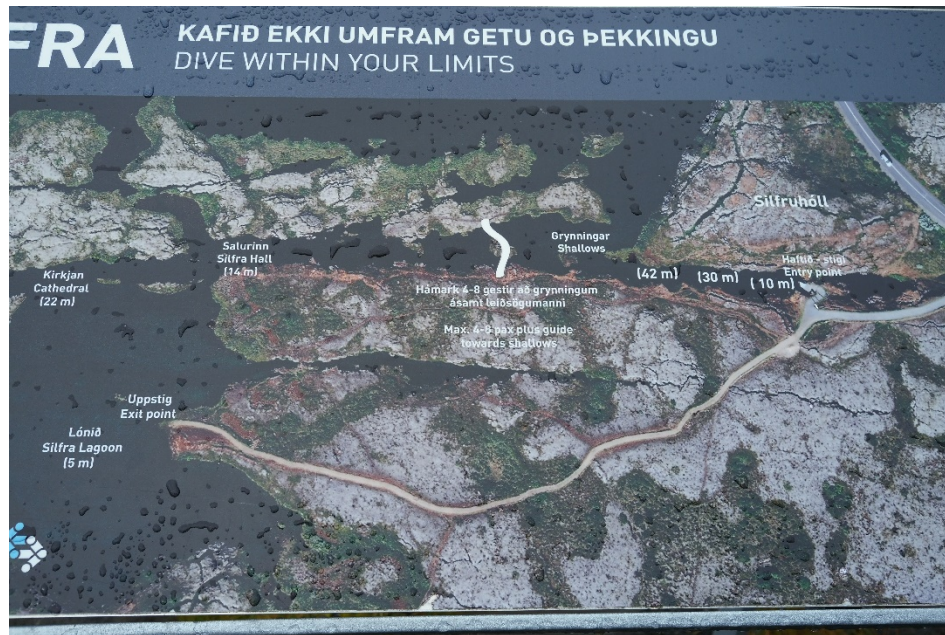 FRA
KAFIÐ EKKI UMFRAM GETU OG ÞEKKINGU
DIVE WITHIN YOUR LIMITS
Silfruhóll
Grynningar
Shallows
Salurinn
Silfra Hall
(14 m)
Haftið - stigi
Entry point
Kirkjan
Cathedral
(22 m)
(42 m)
(30 m)
(10 m)
Hámark 4-8 gestir að grynningum
ásamt leiðsögumanni
Max. 4-8 pax plus guide
towards shallows
Uppstig
Exit point
Lónið
Silfra Lagoon
(5 m)